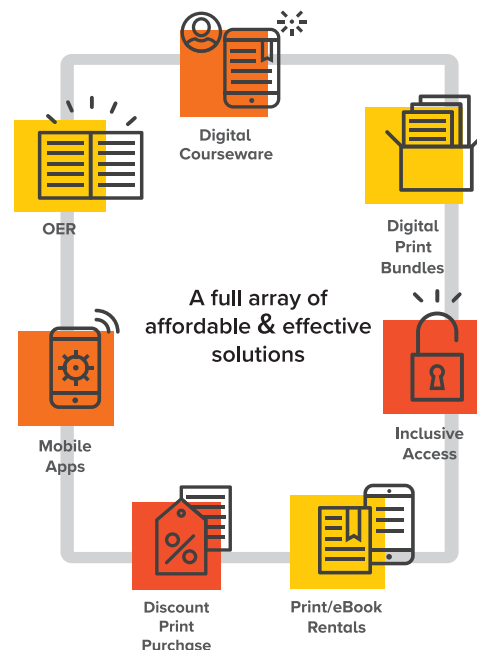 Digital
Courseware
OER
Digital
Print
Bundles
A full array of
affordable & effective
solutions
Mobile
Apps
Inclusive
Access
%
Discount
Print
Purchase
Print/eBook
Rentals